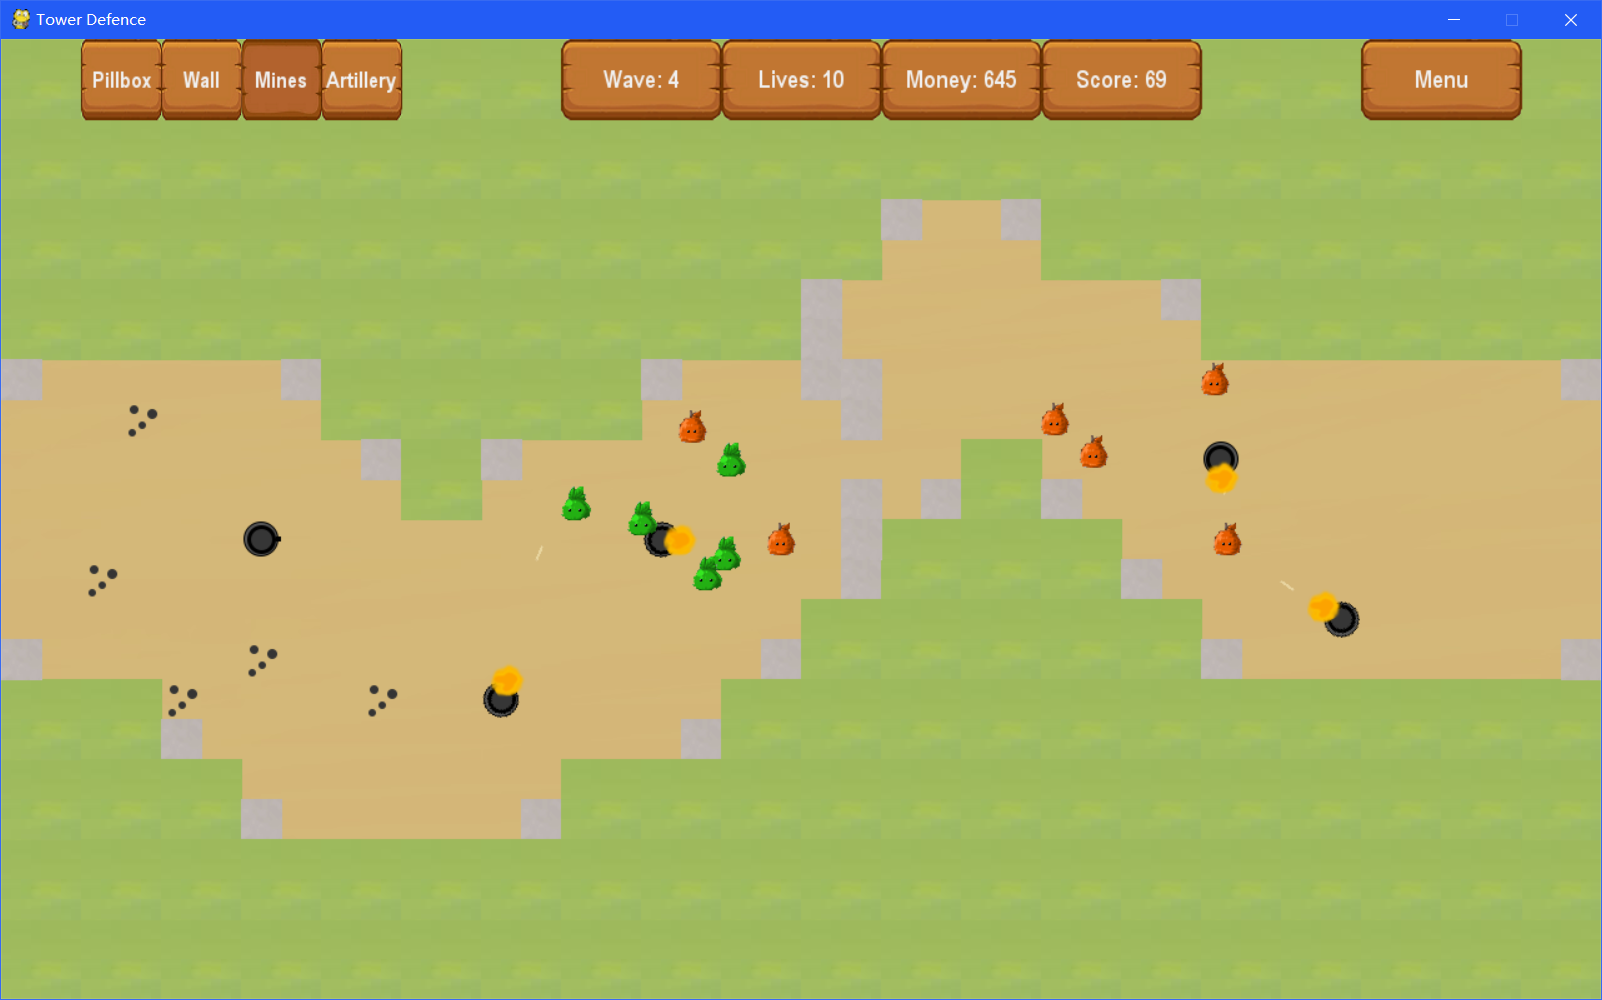 Tower Defence
Pillbox
Wall
Mines
Artillery
Wave: 4
Lives: 10
Money: 645
Score: 69
Menu